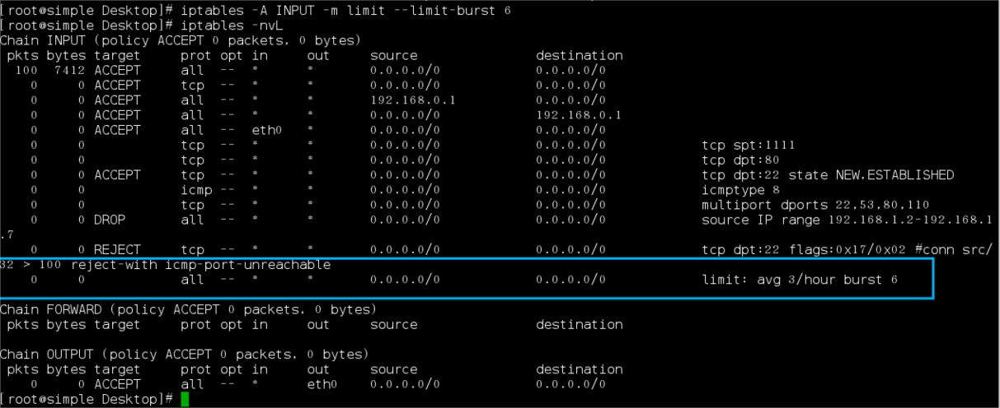 [root@simple Desktop]# iptables -A INPUT -m limit --limit-burst 6
[root@simple Desktop]# iptables -nvL
Chain INPUT (policy ACCEPT 0 packets, 0 bytes)
 pkts bytes target     prot opt in     out     source               destination
  100  7412 ACCEPT     all  --  *      *       0.0.0.0/0            0.0.0.0/0
    0     0 ACCEPT     tcp  --  *      *       0.0.0.0/0            0.0.0.0/0
    0     0 ACCEPT     all  --  *      *       192.168.0.1          0.0.0.0/0
    0     0 ACCEPT     all  --  *      *       0.0.0.0/0            192.168.0.1
    0     0 ACCEPT     all  --  eth0   *       0.0.0.0/0            0.0.0.0/0
    0     0            tcp  --  *      *       0.0.0.0/0            0.0.0.0/0           tcp spt:1111
    0     0            tcp  --  *      *       0.0.0.0/0            0.0.0.0/0           tcp dpt:80
    0     0 ACCEPT     tcp  --  *      *       0.0.0.0/0            0.0.0.0/0           tcp dpt:22 state NEW,ESTABLISHED
    0     0            icmp --  *      *       0.0.0.0/0            0.0.0.0/0           icmptype 8
    0     0            tcp  --  *      *       0.0.0.0/0            0.0.0.0/0           multiport dports 22,53,80,110
    0     0 DROP       all  --  *      *       0.0.0.0/0            0.0.0.0/0           source IP range 192.168.1.2-192.168.1
.7
    0     0 REJECT     tcp  --  *      *       0.0.0.0/0            0.0.0.0/0           tcp dpt:22 flags:0x17/0x02 #conn src/
32 > 100 reject-with icmp-port-unreachable
    0     0            all  --  *      *       0.0.0.0/0            0.0.0.0/0           limit: avg 3/hour burst 6
Chain FORWARD (policy ACCEPT 0 packets, 0 bytes)
 pkts bytes target     prot opt in     out     source               destination
Chain OUTPUT (policy ACCEPT 0 packets, 0 bytes)
 pkts bytes target     prot opt in     out     source               destination
    0     0 ACCEPT     all  --  *      eth0    0.0.0.0/0            0.0.0.0/0
[root@simple Desktop]#